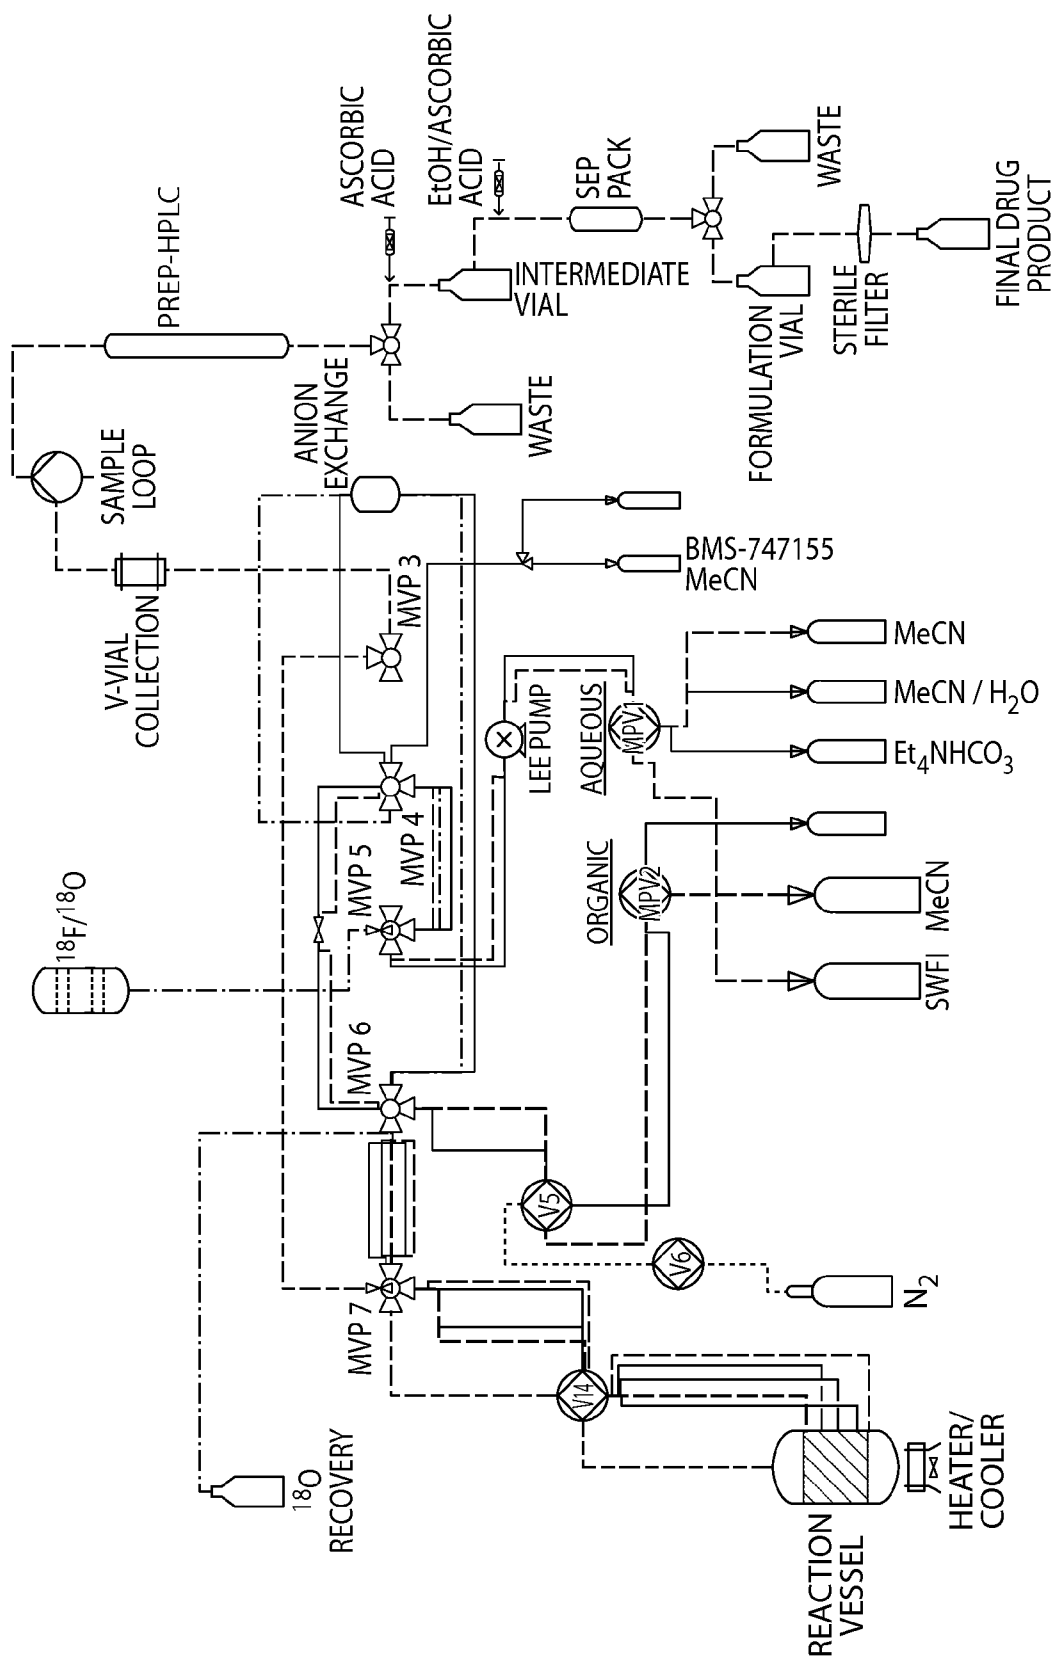 PREP-HPLC
ASCORBIC
ACID
EtOH/ASCORBIC
ACID
SEP
PACK
WASTE
SAMPLE
LOOP
ANION
EXCHANGE
WASTE
INTERMEDIATE
VIAL
FORMULATION
VIAL
STERILE
FILTER
FINAL DRUG
PRODUCT
V-VIAL
COLLECTION
MVP 3
BMS-747155
MeCN
LEE PUMP
AQUEOUS
MPV1
MeCN
MeCN / H₂O
Et₄NHCO₃
¹⁸F/¹⁸O
MVP 5
MVP 4
ORGANIC
MPV2
MeCN
SWFI
MVP 6
V5
V6
N₂
MVP 7
V14
¹⁸O
RECOVERY
REACTION
VESSEL
HEATER/
COOLER